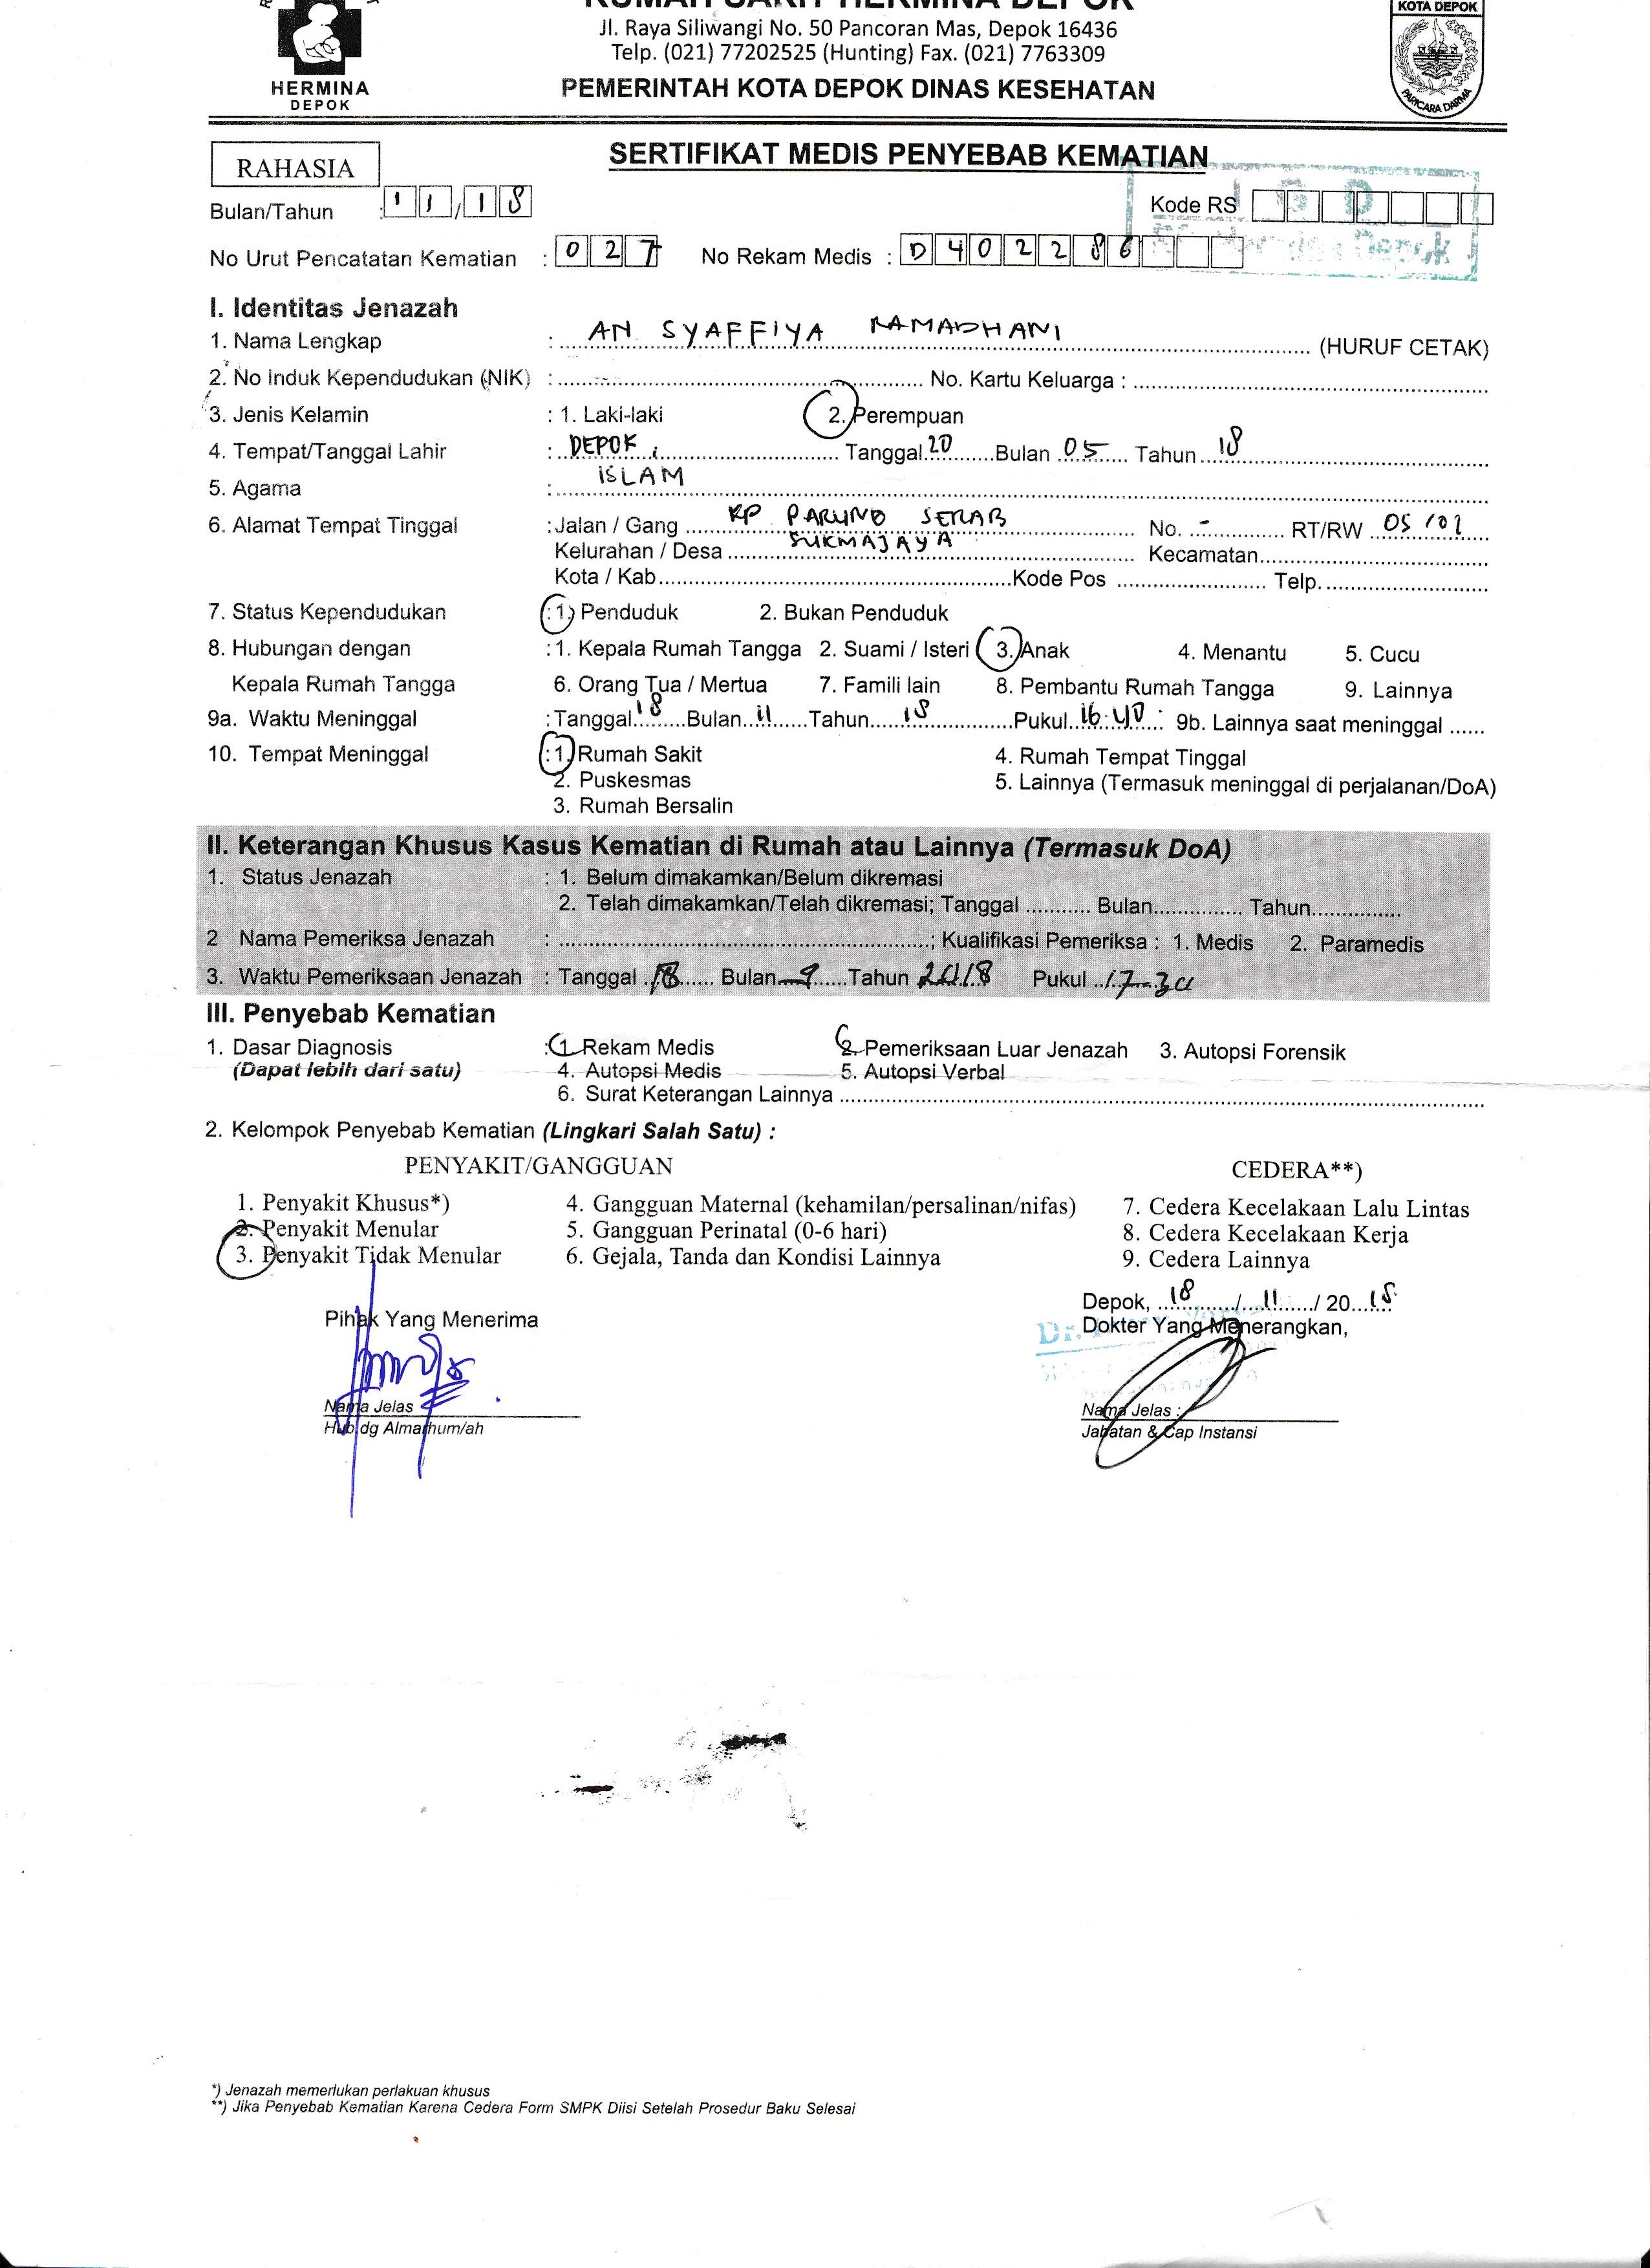 RUMAH SAKIT HERMINA DEPOK
Jl. Raya Siliwangi No. 50 Pancoran Mas, Depok 16436
Telp. (021) 77202525 (Hunting) Fax. (021) 7763309
PEMERINTAH KOTA DEPOK DINAS KESEHATAN
HERMINA
DEPOK
KOTA DEPOK
PARICARA DARMA
RAHASIA
SERTIFIKAT MEDIS PENYEBAB KEMATIAN
Bulan/Tahun : 11/18 Kode RS
No Urut Pencatatan Kematian : 027 No Rekam Medis : D402286
I. Identitas Jenazah
1. Nama Lengkap : AN SYAFFIYA RAMADHANI (HURUF CETAK)
2. No Induk Kependudukan (NIK) : No. Kartu Keluarga :
3. Jenis Kelamin : 1. Laki-laki 2. Perempuan
4. Tempat/Tanggal Lahir : DEPOK, Tanggal 20 Bulan 05 Tahun 18
5. Agama : ISLAM
6. Alamat Tempat Tinggal : Jalan / Gang KP PARUNG SERAB No. - RT/RW 05/02
Kelurahan / Desa SUKMAJAYA Kecamatan
Kota / Kab Kode Pos Telp.
7. Status Kependudukan : 1. Penduduk 2. Bukan Penduduk
8. Hubungan dengan : 1. Kepala Rumah Tangga 2. Suami / Isteri 3. Anak 4. Menantu 5. Cucu
Kepala Rumah Tangga 6. Orang Tua / Mertua 7. Famili lain 8. Pembantu Rumah Tangga 9. Lainnya
9a. Waktu Meninggal : Tanggal 18 Bulan 11 Tahun 18 Pukul 16:40 : 9b. Lainnya saat meninggal ......
10. Tempat Meninggal : 1. Rumah Sakit 4. Rumah Tempat Tinggal
2. Puskesmas 5. Lainnya (Termasuk meninggal di perjalanan/DoA)
3. Rumah Bersalin
II. Keterangan Khusus Kasus Kematian di Rumah atau Lainnya (Termasuk DoA)
1. Status Jenazah : 1. Belum dimakamkan/Belum dikremasi
2. Telah dimakamkan/Telah dikremasi; Tanggal ........... Bulan............... Tahun...............
2 Nama Pemeriksa Jenazah : ; Kualifikasi Pemeriksa : 1. Medis 2. Paramedis
3. Waktu Pemeriksaan Jenazah : Tanggal 18 Bulan 9 Tahun 2018 Pukul 17-30
III. Penyebab Kematian
1. Dasar Diagnosis : 1. Rekam Medis 2. Pemeriksaan Luar Jenazah 3. Autopsi Forensik
(Dapat lebih dari satu) 4. Autopsi Medis 5. Autopsi Verbal
6. Surat Keterangan Lainnya
2. Kelompok Penyebab Kematian (Lingkari Salah Satu) :
PENYAKIT/GANGGUAN CEDERA**)
1. Penyakit Khusus*) 4. Gangguan Maternal (kehamilan/persalinan/nifas) 7. Cedera Kecelakaan Lalu Lintas
2. Penyakit Menular 5. Gangguan Perinatal (0-6 hari) 8. Cedera Kecelakaan Kerja
3. Penyakit Tidak Menular 6. Gejala, Tanda dan Kondisi Lainnya 9. Cedera Lainnya
Depok, 18 / 11 / 2018
Pihak Yang Menerima Dokter Yang Menerangkan,
Dr.
Nama Jelas Nama Jelas :
Hub dg Almarhum/ah Jabatan & Cap Instansi
*) Jenazah memerlukan perlakuan khusus
**) Jika Penyebab Kematian Karena Cedera Form SMPK Diisi Setelah Prosedur Baku Selesai